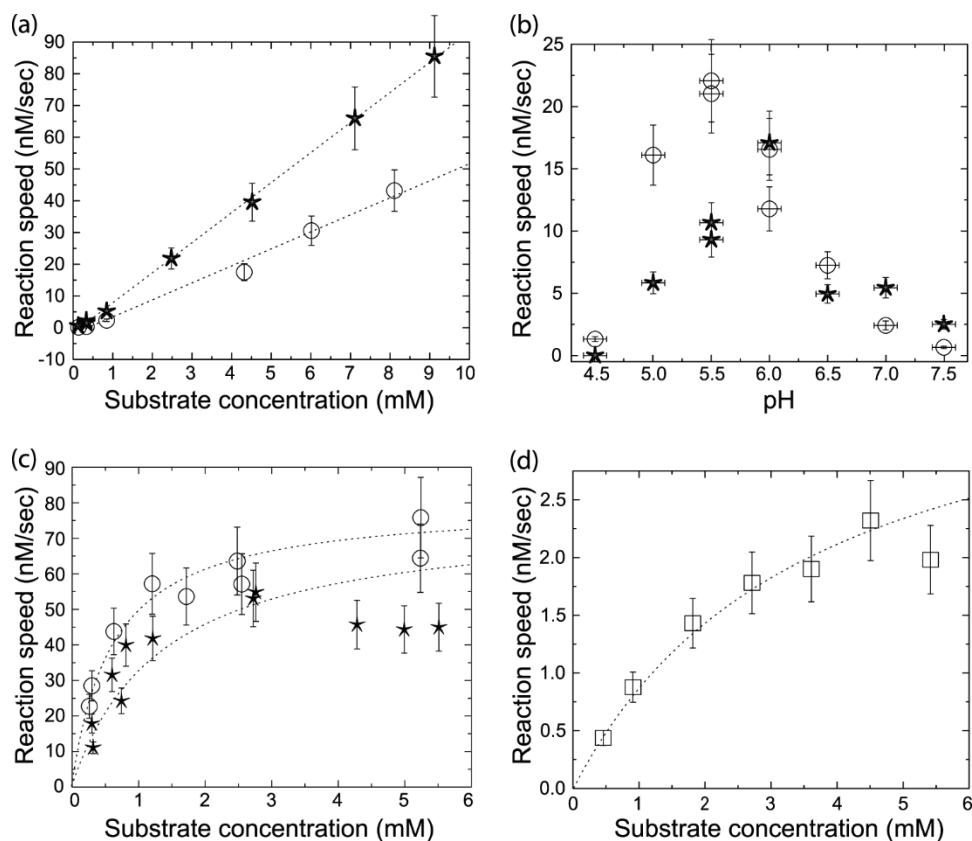 (a)
90
80
70
60
50
40
30
20
10
0
-10
Reaction speed (nM/sec)
0 1 2 3 4 5 6 7 8 9 10
Substrate concentration (mM)
(b)
25
20
15
10
5
0
Reaction speed (nM/sec)
4.5 5.0 5.5 6.0 6.5 7.0 7.5
pH
(c)
90
80
70
60
50
40
30
20
10
0
Reaction speed (nM/sec)
0 1 2 3 4 5 6
Substrate concentration (mM)
(d)
2.5
2.0
1.5
1.0
0.5
0.0
Reaction speed (nM/sec)
0 1 2 3 4 5 6
Substrate concentration (mM)